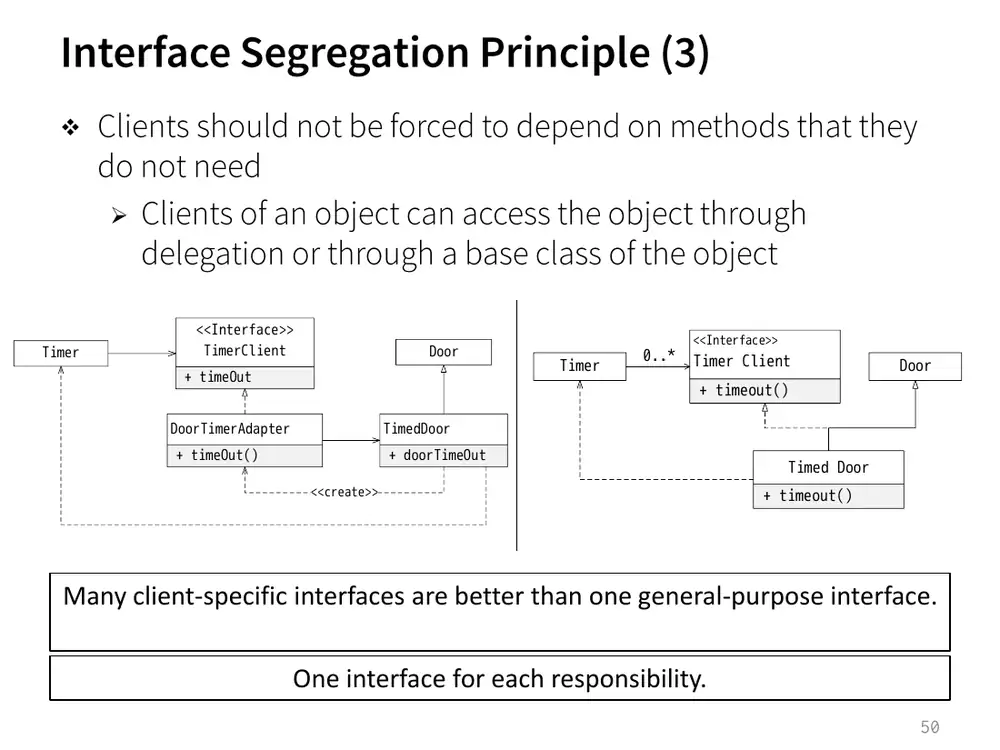 Interface Segregation Principle (3)
❖ Clients should not be forced to depend on methods that they
do not need
➢ Clients of an object can access the object through
delegation or through a base class of the object
Timer
<<Interface>>
TimerClient
+ timeOut
Door
DoorTimerAdapter
+ timeOut()
TimedDoor
+ doorTimeOut
<<create>>
Timer
0..*
<<Interface>>
Timer Client
+ timeout()
Door
Timed Door
+ timeout()
Many client-specific interfaces are better than one general-purpose interface.
One interface for each responsibility.
50